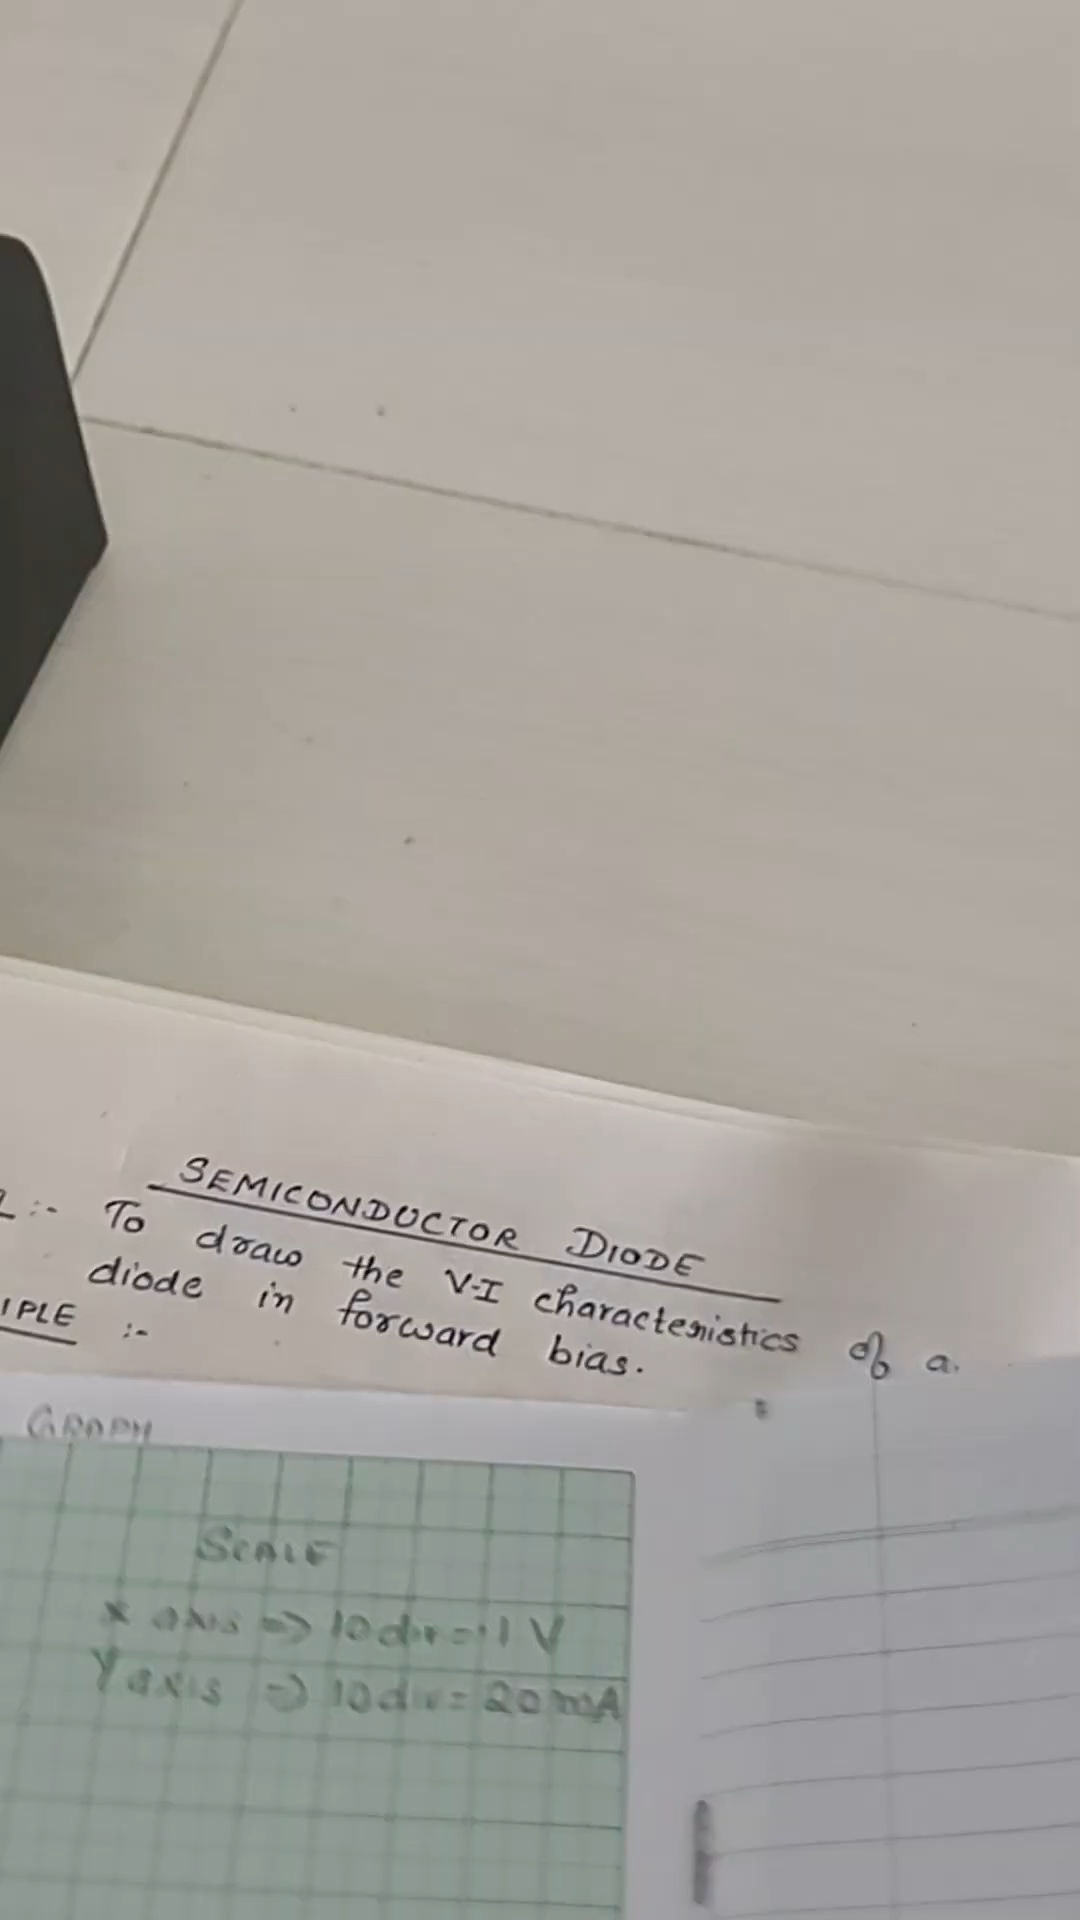 SEMICONDUCTOR DIODE
:- To draw the V-I characteristics of a.
diode in forward bias.
IPLE :-
GRAPH
SCALE
X axis => 10 div = .1 V
Y axis => 10 div = 20 mA